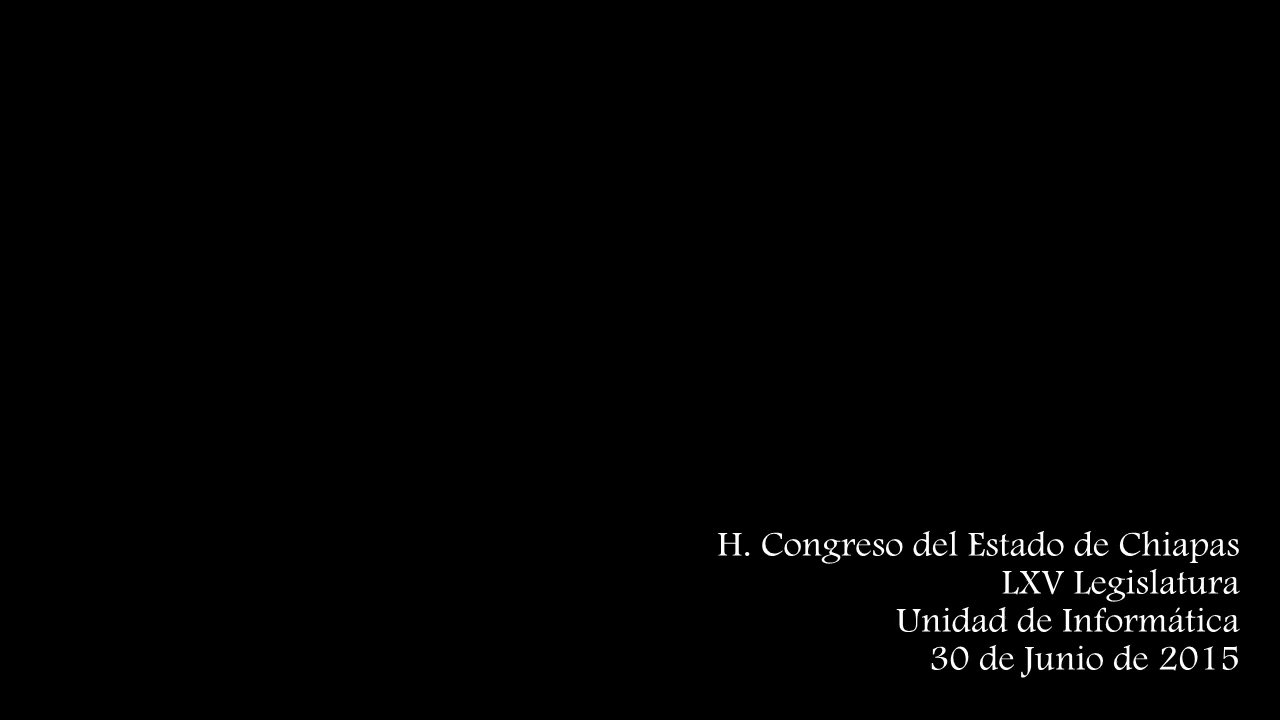 H. Congreso del Estado de Chiapas
LXV Legislatura
Unidad de Informática
30 de Junio de 2015